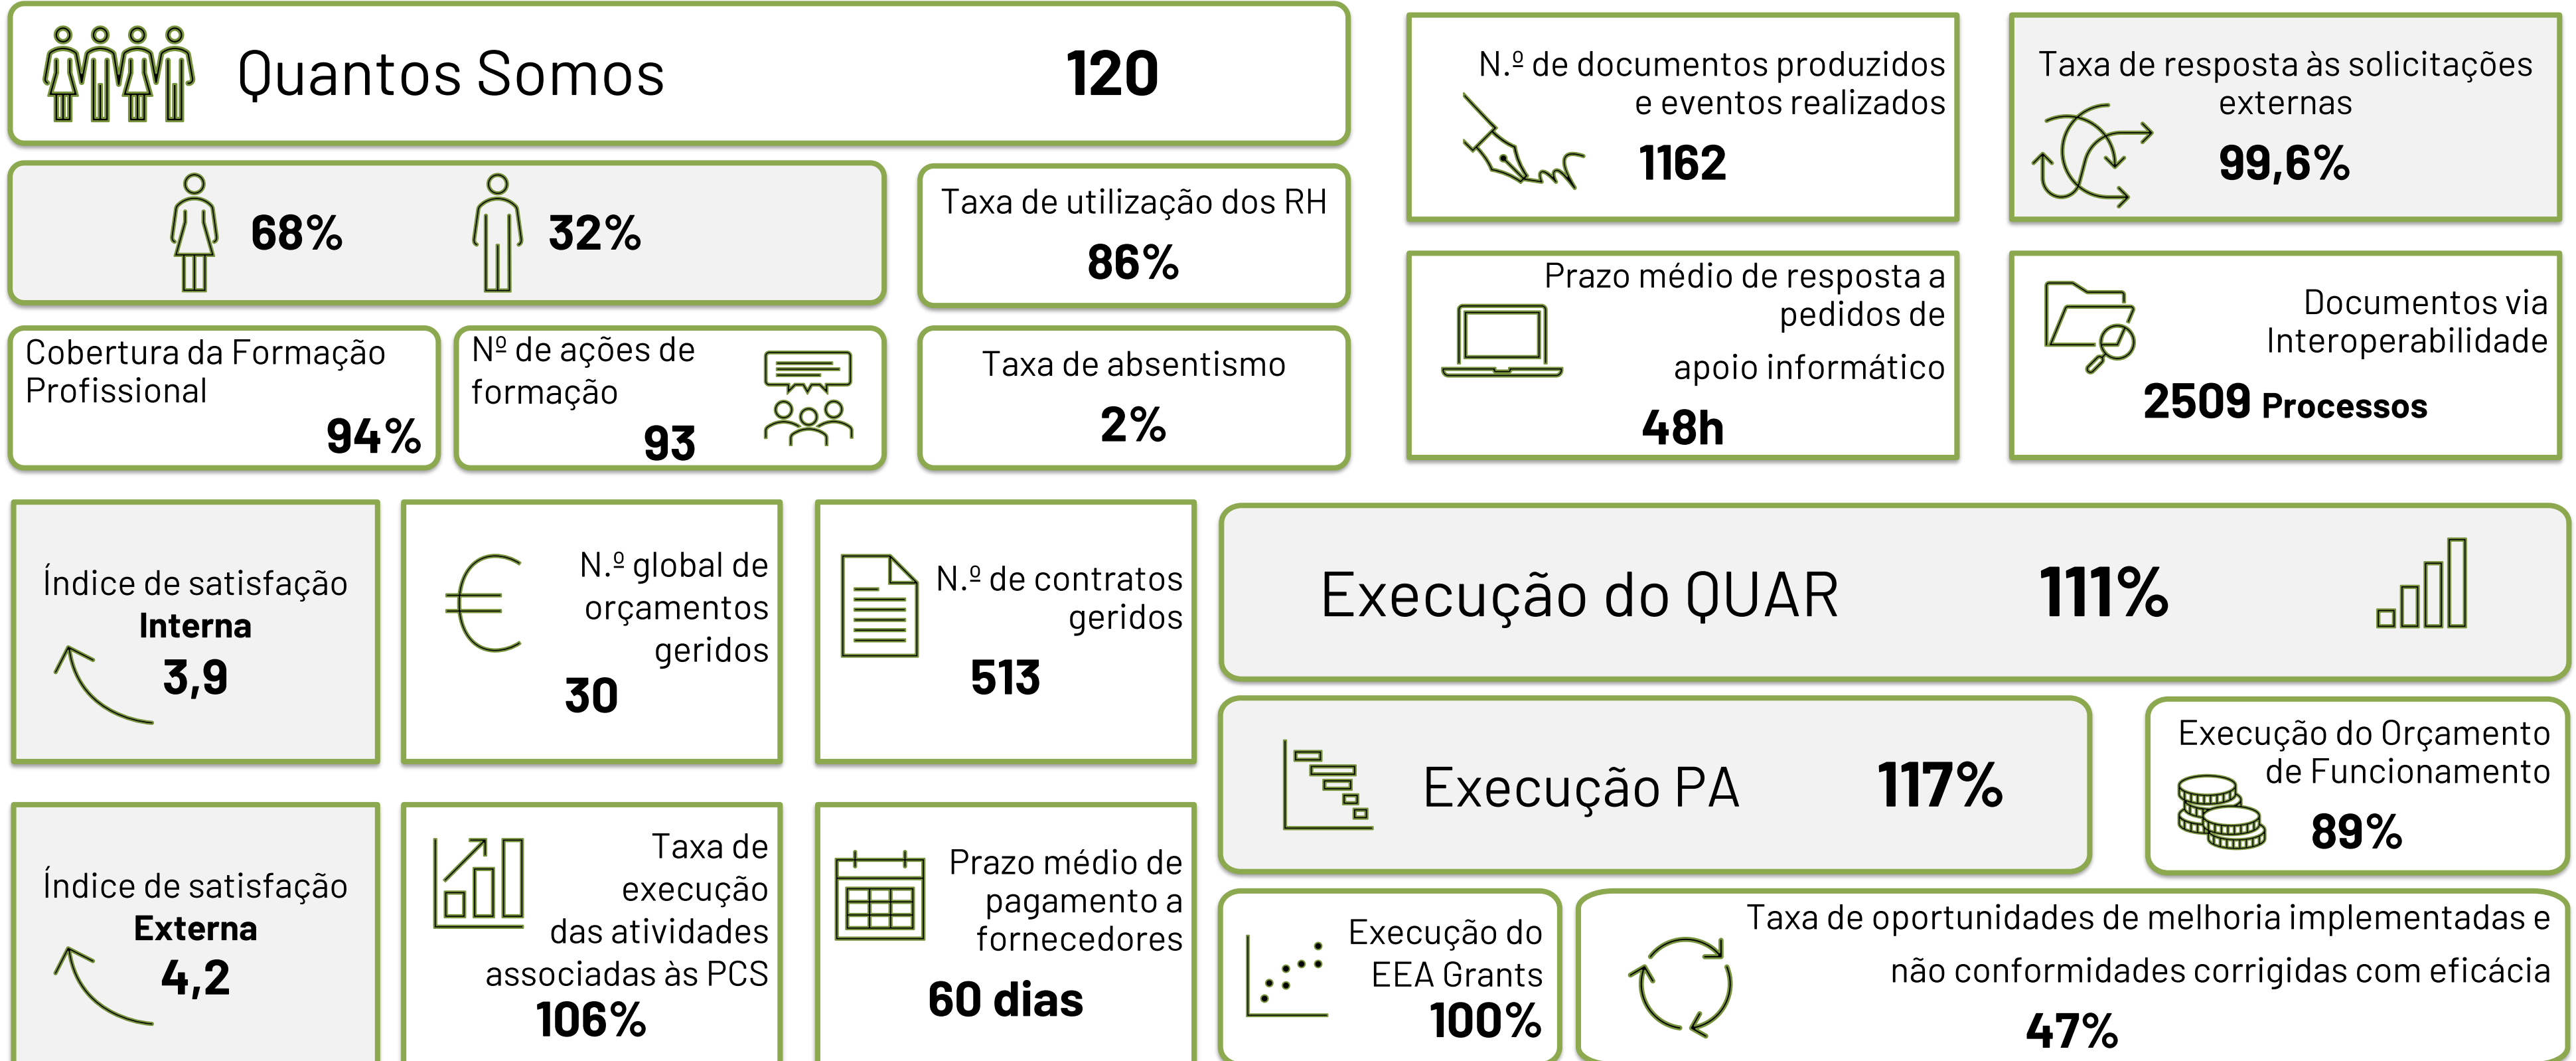 Quantos Somos
120
68%
32%
Taxa de utilização dos RH
86%
Cobertura da Formação
Profissional
94%
Nº de ações de
formação
93
Taxa de absentismo
2%
N.º de documentos produzidos
e eventos realizados
1162
Taxa de resposta às solicitações
externas
99,6%
Prazo médio de resposta a
pedidos de
apoio informático
48h
Documentos via
Interoperabilidade
2509 Processos
Índice de satisfação
Interna
3,9
N.º global de
orçamentos
geridos
30
N.º de contratos
geridos
513
Execução do QUAR
111%
Execução PA
117%
Execução do Orçamento
de Funcionamento
89%
Índice de satisfação
Externa
4,2
Taxa de
execução
das atividades
associadas às PCS
106%
Prazo médio de
pagamento a
fornecedores
60 dias
Execução do
EEA Grants
100%
Taxa de oportunidades de melhoria implementadas e
não conformidades corrigidas com eficácia
47%